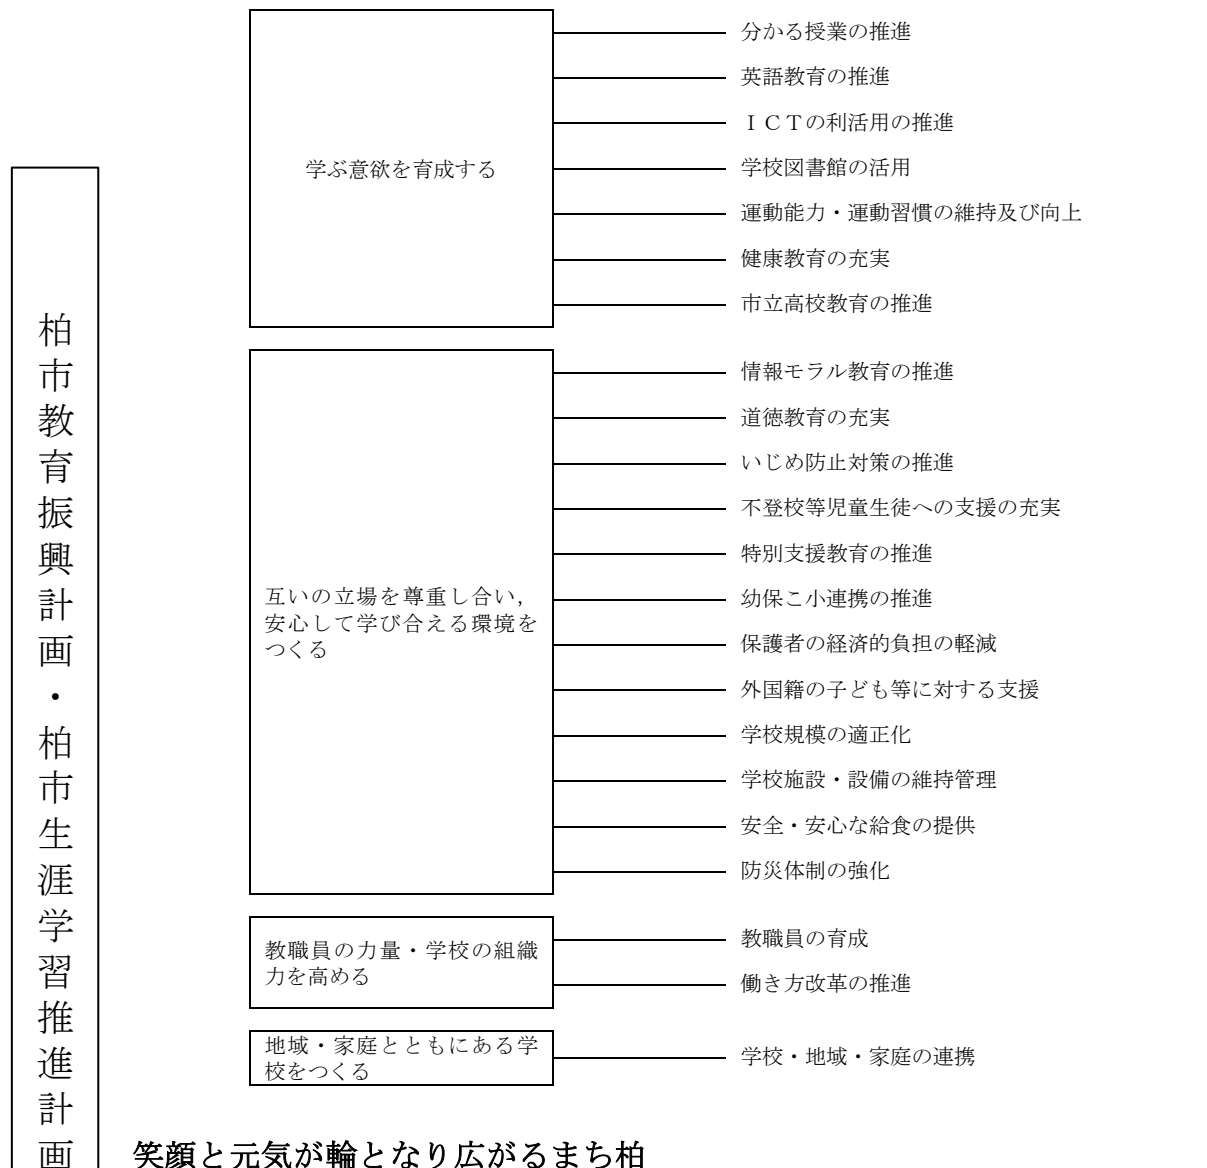 柏市教育振興計画・柏市生涯学習推進計画
学ぶ意欲を育成する
分かる授業の推進
英語教育の推進
ＩＣＴの利活用の推進
学校図書館の活用
運動能力・運動習慣の維持及び向上
健康教育の充実
市立高校教育の推進
互いの立場を尊重し合い，
安心して学び合える環境を
つくる
情報モラル教育の推進
道徳教育の充実
いじめ防止対策の推進
不登校等児童生徒への支援の充実
特別支援教育の推進
幼保こ小連携の推進
保護者の経済的負担の軽減
外国籍の子ども等に対する支援
学校規模の適正化
学校施設・設備の維持管理
安全・安心な給食の提供
防災体制の強化
教職員の力量・学校の組織
力を高める
教職員の育成
働き方改革の推進
地域・家庭とともにある学
校をつくる
学校・地域・家庭の連携
笑顔と元気が輪となり広がるまち柏